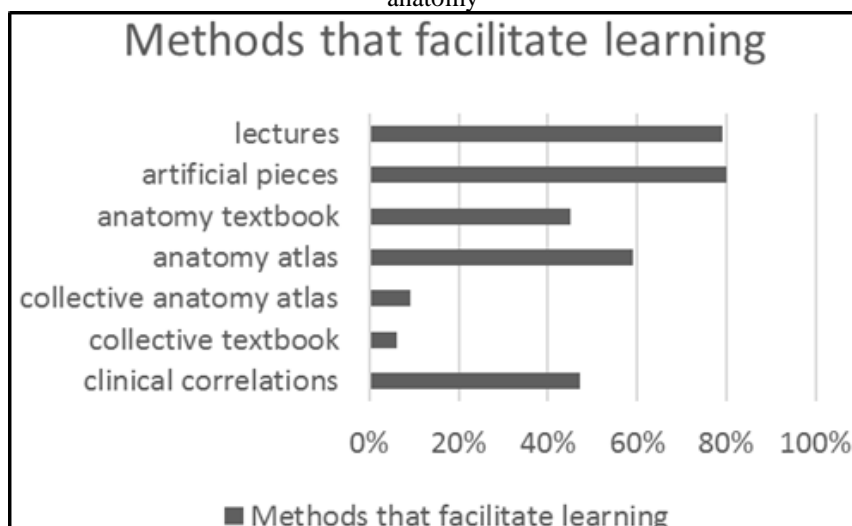 anatomy
Methods that facilitate learning
lectures
artificial pieces
anatomy textbook
anatomy atlas
collective anatomy atlas
collective textbook
clinical correlations
0% 20% 40% 60% 80% 100%
Methods that facilitate learning